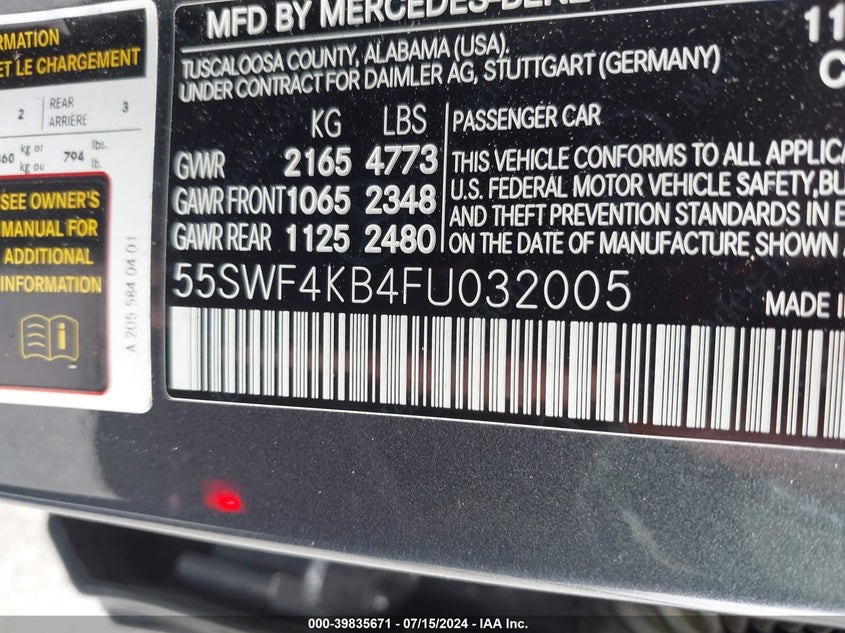 RMATION
ET LE CHARGEMENT
2 REAR ARRIÈRE 3
kg or kg ou 794 lbs. lb.
SEE OWNER'S
MANUAL FOR
ADDITIONAL
INFORMATION
A 205 584 04 01
MFD BY MERCEDES-BENZ
TUSCALOOSA COUNTY, ALABAMA (USA).
UNDER CONTRACT FOR DAIMLER AG, STUTTGART (GERMANY)
11
KG LBS PASSENGER CAR
GVWR 2165 4773
GAWR FRONT 1065 2348
GAWR REAR 1125 2480
THIS VEHICLE CONFORMS TO ALL APPLICA
U.S. FEDERAL MOTOR VEHICLE SAFETY,BU
AND THEFT PREVENTION STANDARDS IN E
ON THE DATE OF MANUFACTURE SHOWN
55SWF4KB4FU032005
MADE I
000-39835671 - 07/15/2024 - IAA Inc.